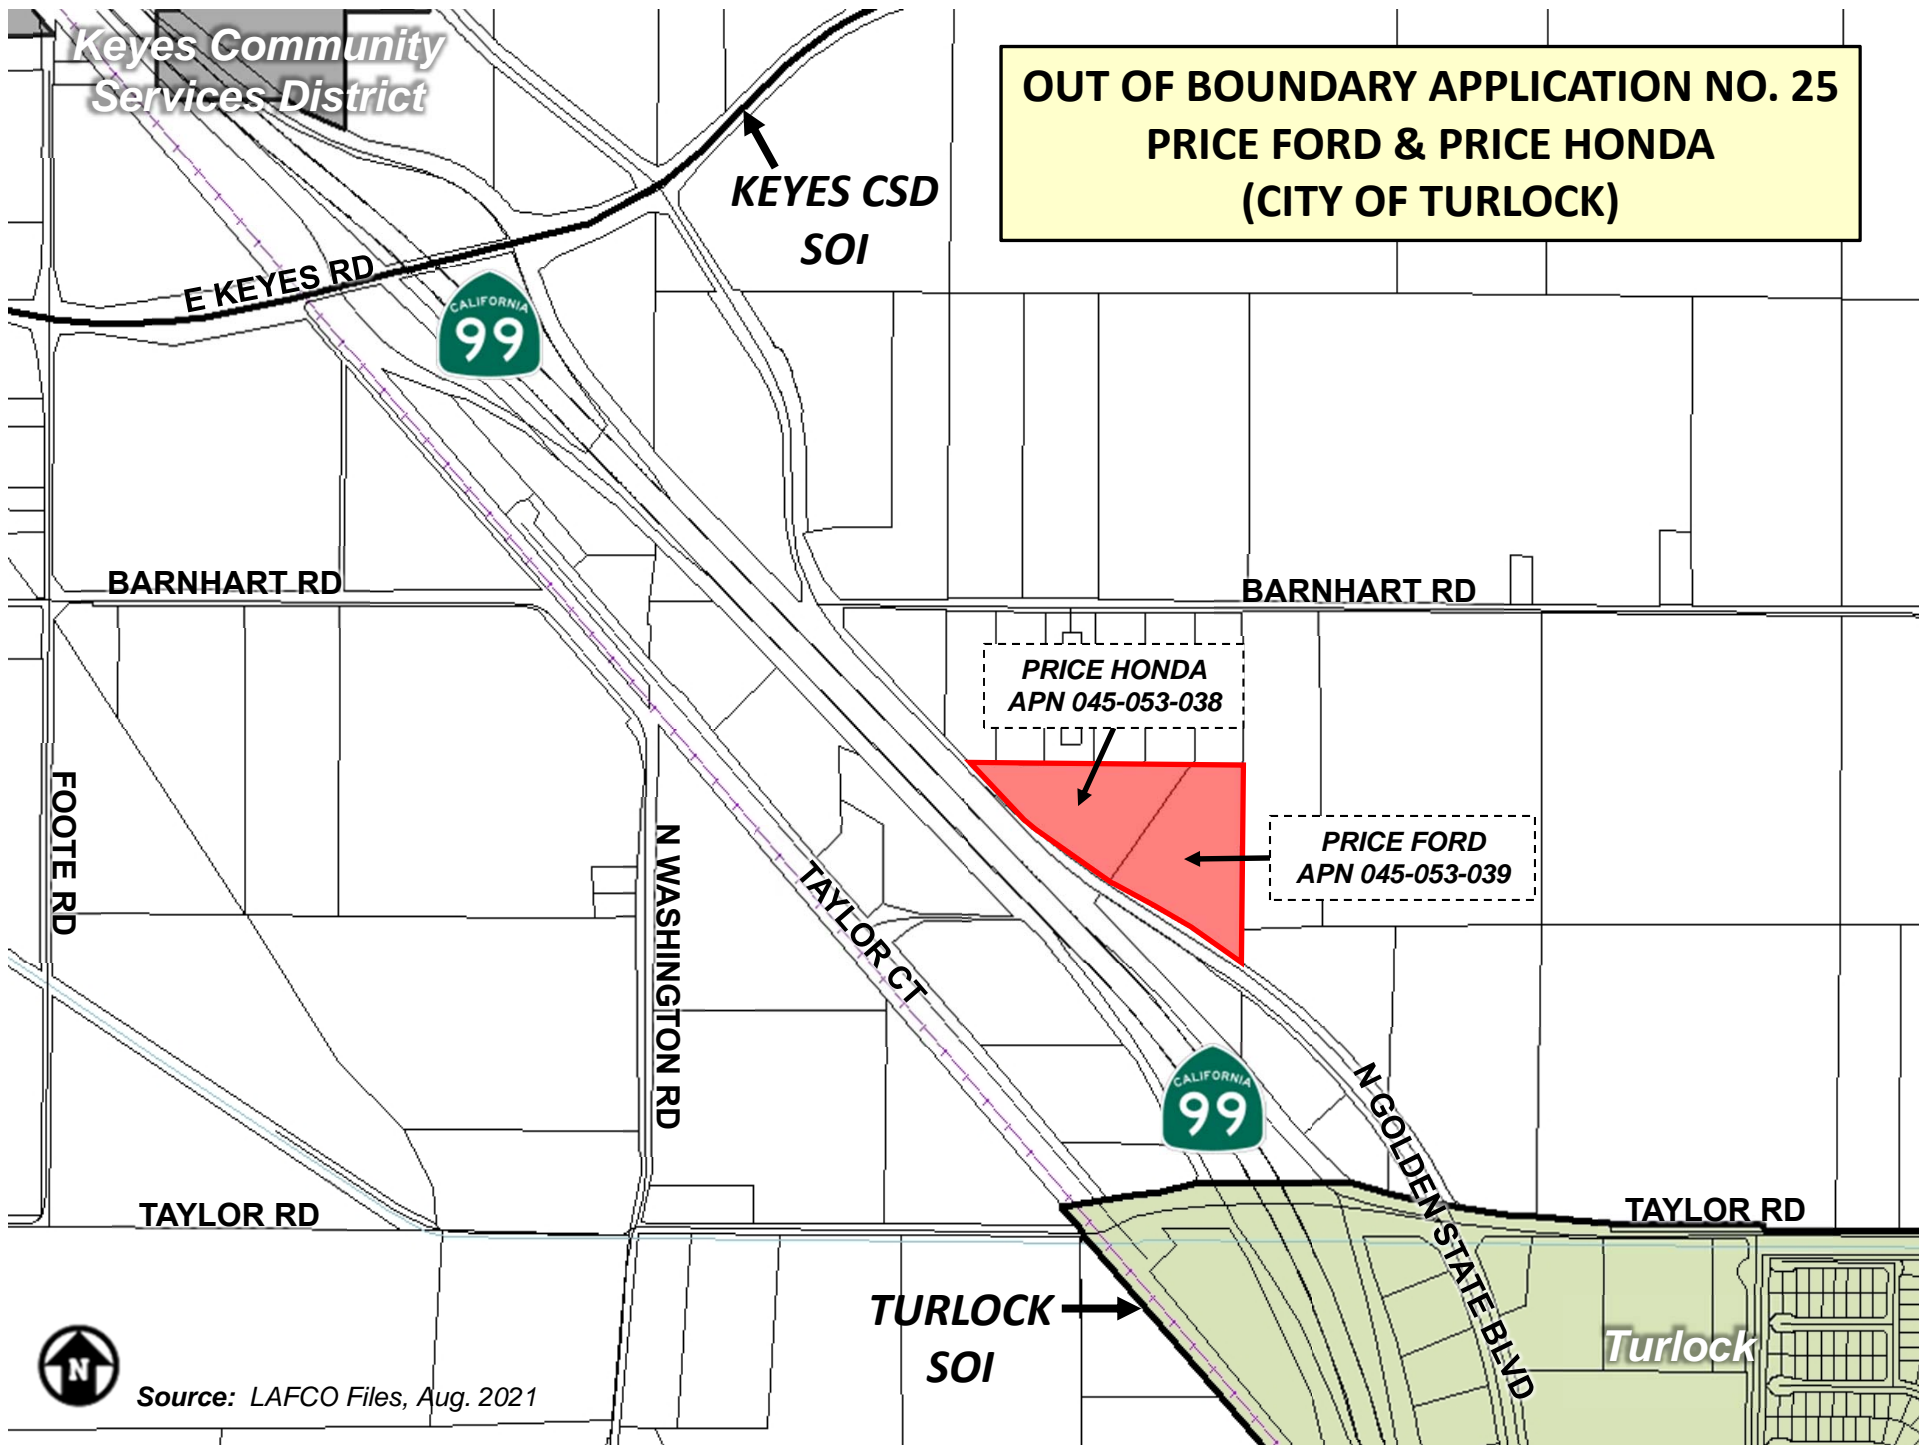 Keyes Community
Services District
OUT OF BOUNDARY APPLICATION NO. 25
PRICE FORD & PRICE HONDA
(CITY OF TURLOCK)
KEYES CSD
SOI
E KEYES RD
CALIFORNIA
99
BARNHART RD
BARNHART RD
PRICE HONDA
APN 045-053-038
FOOTE RD
N WASHINGTON RD
TAYLOR CT
PRICE FORD
APN 045-053-039
CALIFORNIA
99
N GOLDEN STATE BLVD
TAYLOR RD
TAYLOR RD
TURLOCK
SOI
Turlock
N
Source: LAFCO Files, Aug. 2021